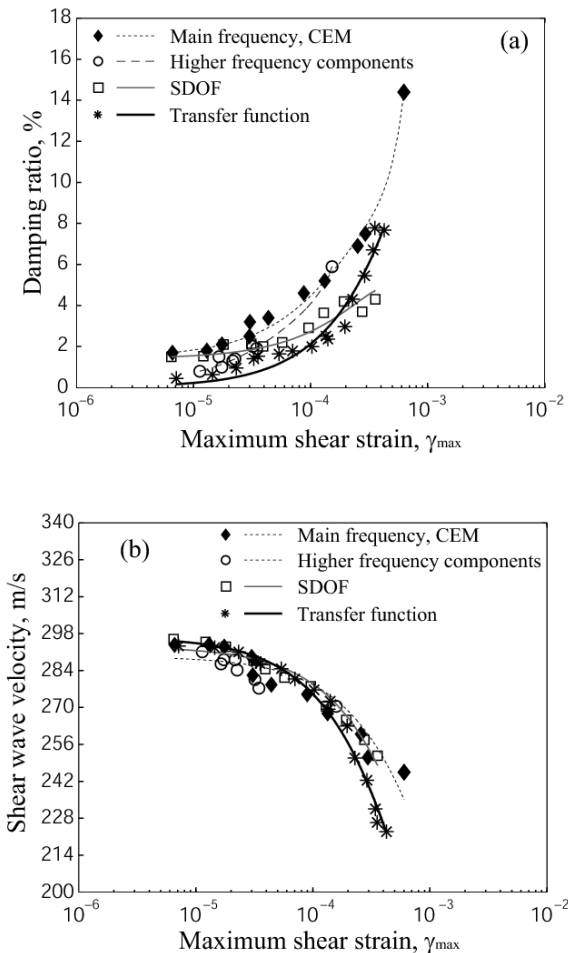 18
16
14
12
10
8
6
4
2
0
Damping ratio, %
Main frequency, CEM
Higher frequency components
SDOF
Transfer function
(a)
10⁻⁶
10⁻⁵
10⁻⁴
10⁻³
10⁻²
Maximum shear strain, γmax
340
326
312
298
284
270
256
242
228
214
200
Shear wave velocity, m/s
(b)
Main frequency, CEM
Higher frequency components
SDOF
Transfer function
10⁻⁶
10⁻⁵
10⁻⁴
10⁻³
10⁻²
Maximum shear strain, γmax